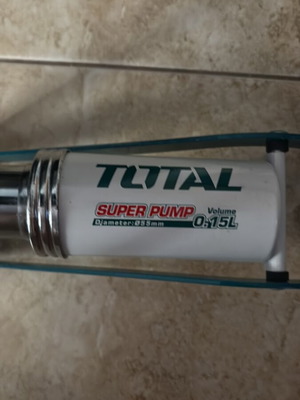 TOTAL
SUPER PUMP
Volume
Diameter:Ø55mm
0.15L